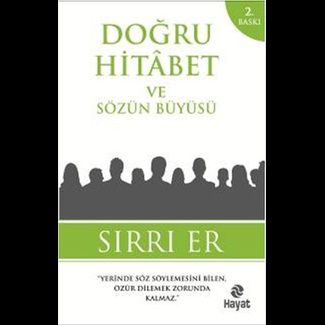 2.
BASKI
DOĞRU
HİTÂBET
VE
SÖZÜN BÜYÜSÜ
SIRRI ER
"YERİNDE SÖZ SÖYLEMESİNİ BİLEN,
ÖZÜR DİLEMEK ZORUNDA
KALMAZ."
Hayat